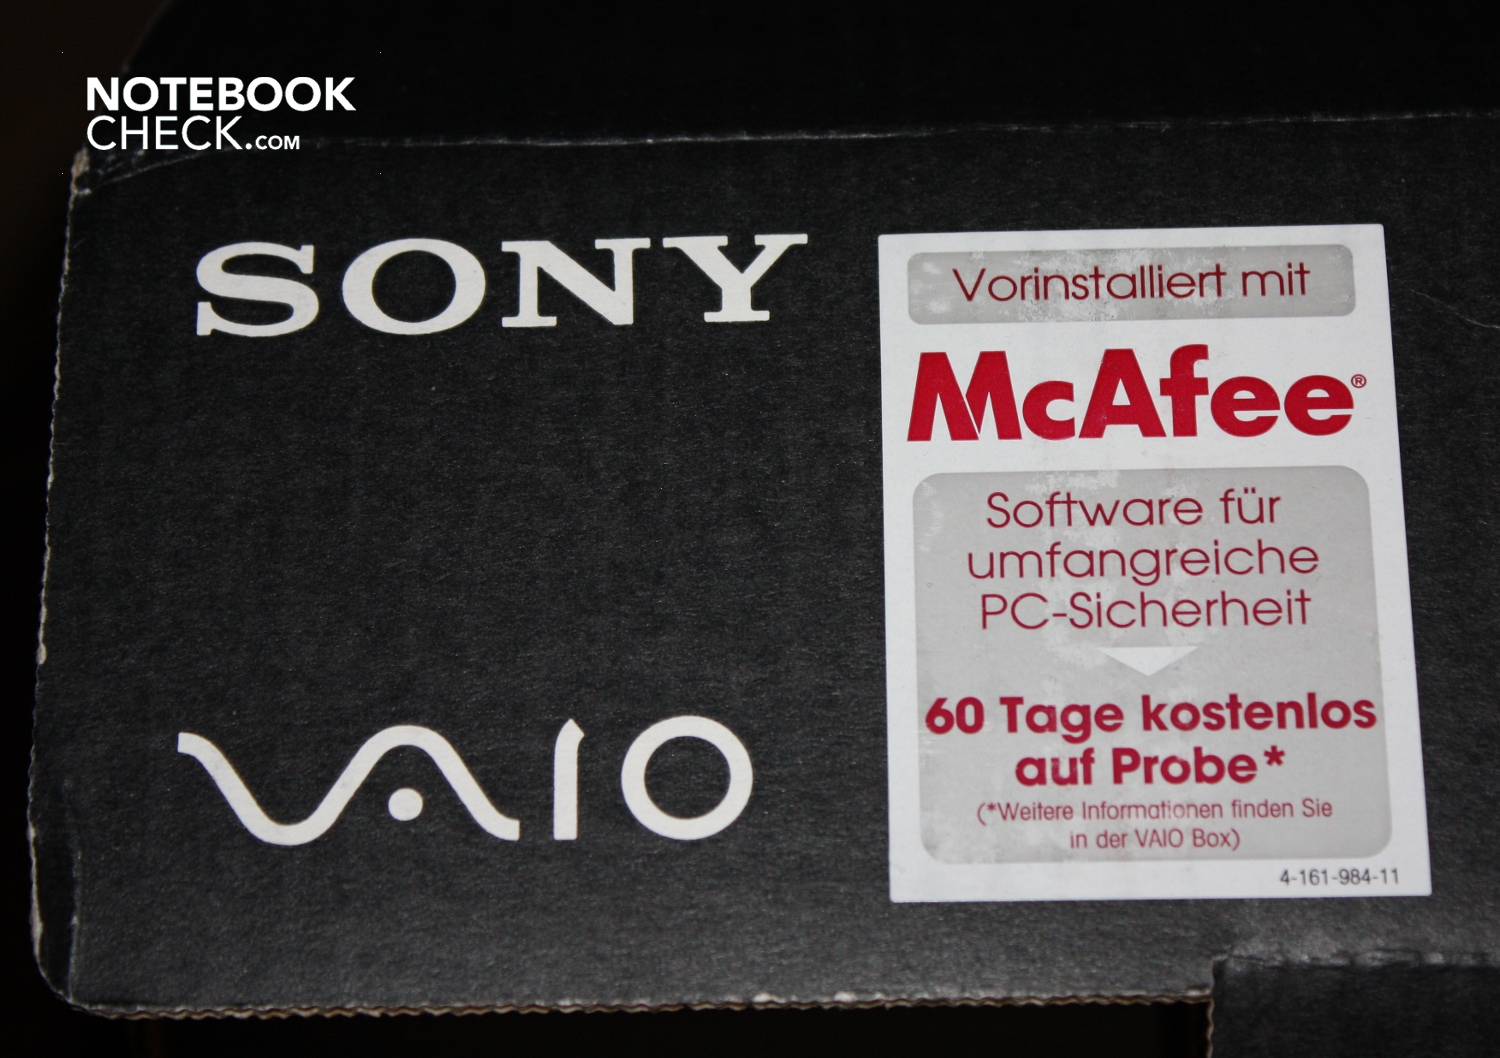 NOTEBOOK
CHECK.COM
SONY
VAIO
Vorinstalliert mit
McAfee®
Software für
umfangreiche
PC-Sicherheit
60 Tage kostenlos
auf Probe*
(*Weitere Informationen finden Sie
in der VAIO Box)
4-161-984-11